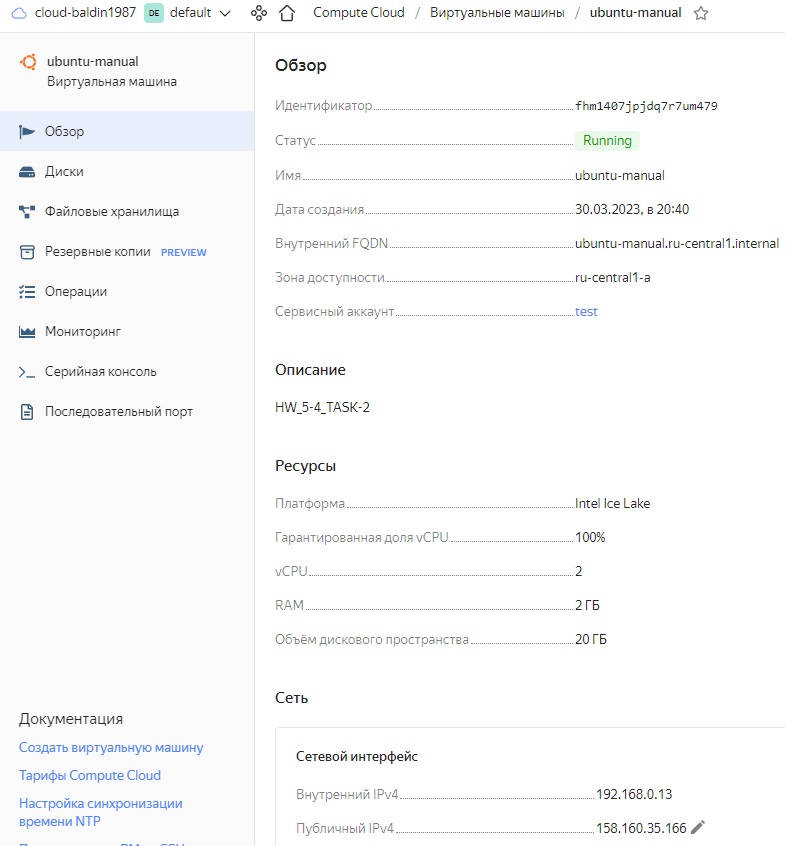 cloud-baldin1987 DE default Compute Cloud / Виртуальные машины / ubuntu-manual
ubuntu-manual
Виртуальная машина
Обзор
Диски
Файловые хранилища
Резервные копии PREVIEW
Операции
Мониторинг
Серийная консоль
Последовательный порт
Документация
Создать виртуальную машину
Тарифы Compute Cloud
Настройка синхронизации
времени NTP
Обзор
Идентификатор fhm1407jpjdq7r7um479
Статус Running
Имя ubuntu-manual
Дата создания 30.03.2023, в 20:40
Внутренний FQDN ubuntu-manual.ru-central1.internal
Зона доступности ru-central1-a
Сервисный аккаунт test
Описание
HW_5-4_TASK-2
Ресурсы
Платформа Intel Ice Lake
Гарантированная доля vCPU 100%
vCPU 2
RAM 2 ГБ
Объём дискового пространства 20 ГБ
Сеть
Сетевой интерфейс
Внутренний IPv4 192.168.0.13
Публичный IPv4 158.160.35.166